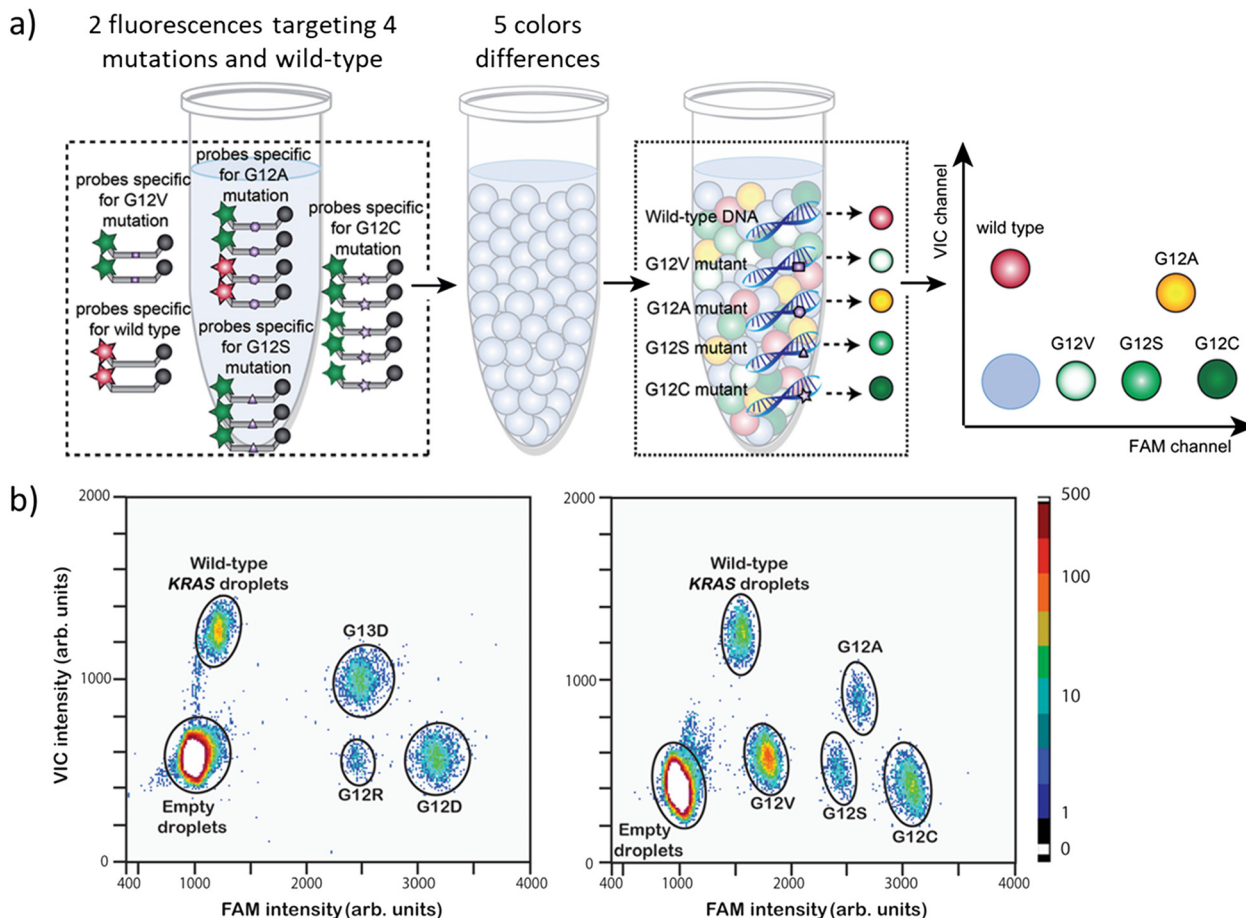 a)
2 fluorescences targeting 4
mutations and wild-type
5 colors
differences
probes specific
for G12V
mutation
probes specific
for G12A
mutation
probes specific
for G12C
mutation
probes specific
for wild type
probes specific
for G12S
mutation
Wild-type DNA
G12V mutant
G12A mutant
G12S mutant
G12C mutant
VIC channel
wild type
G12A
G12V
G12S
G12C
FAM channel
b)
VIC intensity (arb. units)
2000
1000
0
Wild-type
KRAS droplets
G13D
G12R
G12D
Empty
droplets
400
1000
2000
3000
4000
FAM intensity (arb. units)
2000
1000
0
Wild-type
KRAS droplets
G12A
G12V
G12S
G12C
Empty
droplets
400
1000
2000
3000
4000
FAM intensity (arb. units)
500
100
10
1
0